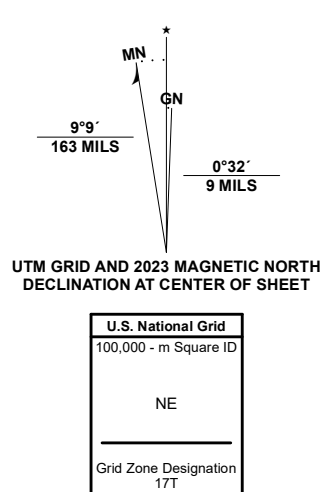 ★
MN
GN
9°9´
163 MILS
0°32´
9 MILS
UTM GRID AND 2023 MAGNETIC NORTH
DECLINATION AT CENTER OF SHEET
U.S. National Grid
100,000 - m Square ID
NE
Grid Zone Designation
17T